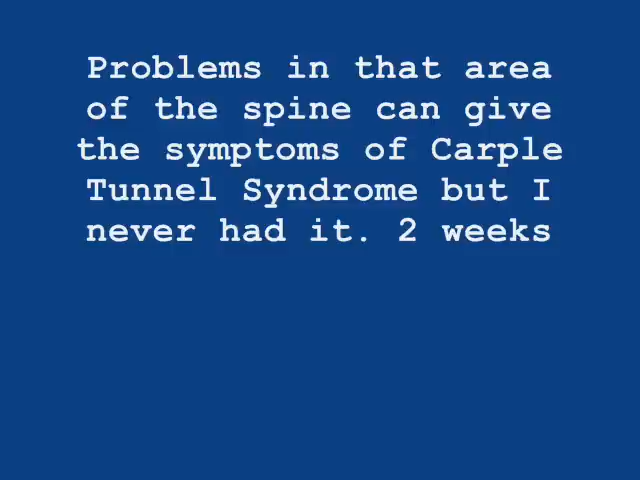 Problems in that area
of the spine can give
the symptoms of Carple
Tunnel Syndrome but I
never had it. 2 weeks